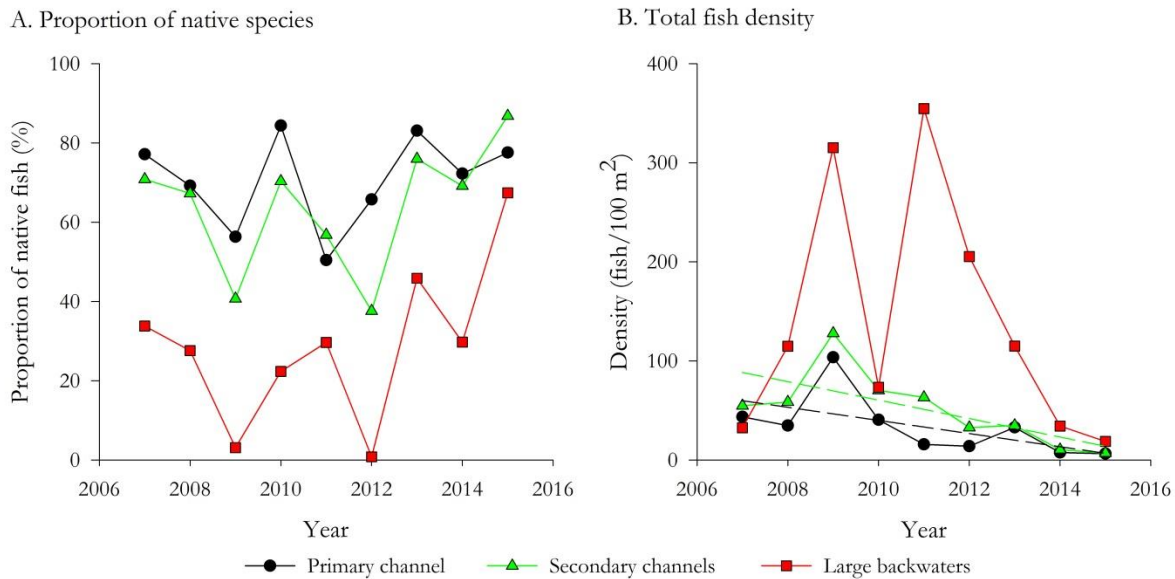 A. Proportion of native species
B. Total fish density
Proportion of native fish (%)
100
80
60
40
20
0
2006 2008 2010 2012 2014 2016
Year
Density (fish/100 m²)
400
300
200
100
0
2006 2008 2010 2012 2014 2016
Year
Primary channel Secondary channels Large backwaters